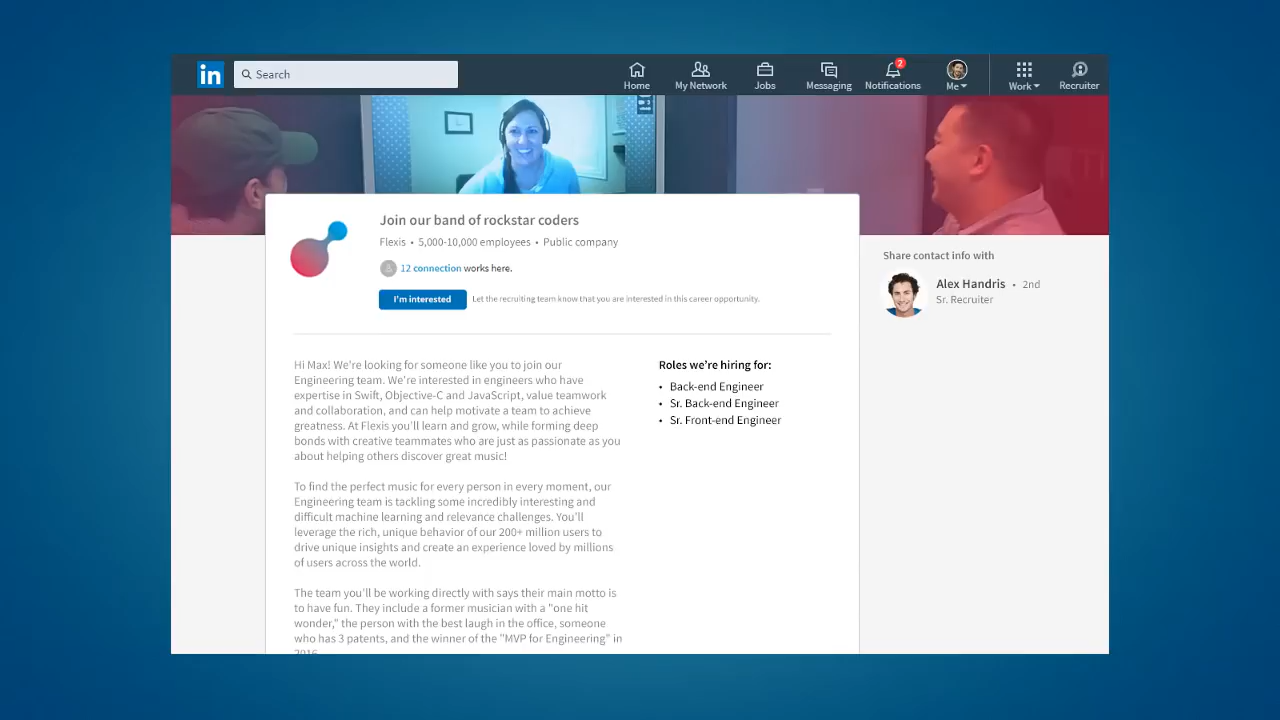 in
Search
Home
My Network
Jobs
Messaging
2
Notifications
Me
Work
Recruiter
Join our band of rockstar coders
Flexis • 5,000-10,000 employees • Public company
12 connection works here.
I'm interested
Let the recruiting team know that you are interested in this career opportunity.
Share contact info with
Alex Handris • 2nd
Sr. Recruiter
Hi Max! We're looking for someone like you to join our
Engineering team. We're interested in engineers who have
expertise in Swift, Objective-C and JavaScript, value teamwork
and collaboration, and can help motivate a team to achieve
greatness. At Flexis you'll learn and grow, while forming deep
bonds with creative teammates who are just as passionate as you
about helping others discover great music!
To find the perfect music for every person in every moment, our
Engineering team is tackling some incredibly interesting and
difficult machine learning and relevance challenges. You'll
leverage the rich, unique behavior of our 200+ million users to
drive unique insights and create an experience loved by millions
of users across the world.
The team you'll be working directly with says their main motto is
to have fun. They include a former musician with a "one hit
wonder," the person with the best laugh in the office, someone
who has 3 patents, and the winner of the "MVP for Engineering" in
2016.
Roles we're hiring for:
• Back-end Engineer
• Sr. Back-end Engineer
• Sr. Front-end Engineer